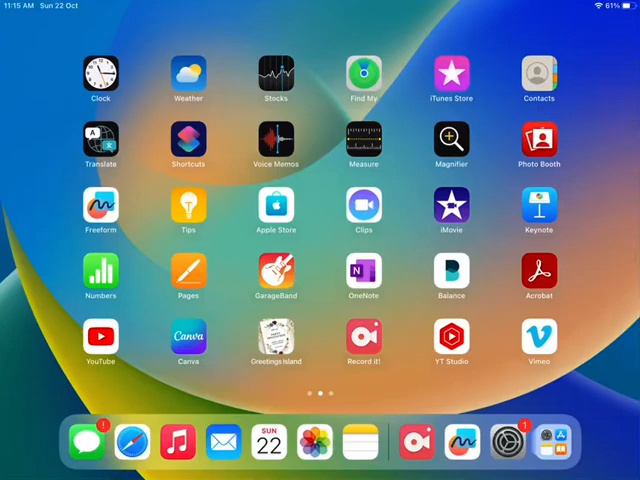 11:15 AM Sun 22 Oct 61%
Clock Weather Stocks Find My iTunes Store Contacts
A
Translate Shortcuts Voice Memos Measure Magnifier Photo Booth
Freeform Tips Apple Store Clips iMovie Keynote
N
Numbers Pages GarageBand OneNote Balance Acrobat
Canva
YouTube Canva Greetings Island Record it! YT Studio Vimeo
! 1
SUN
22